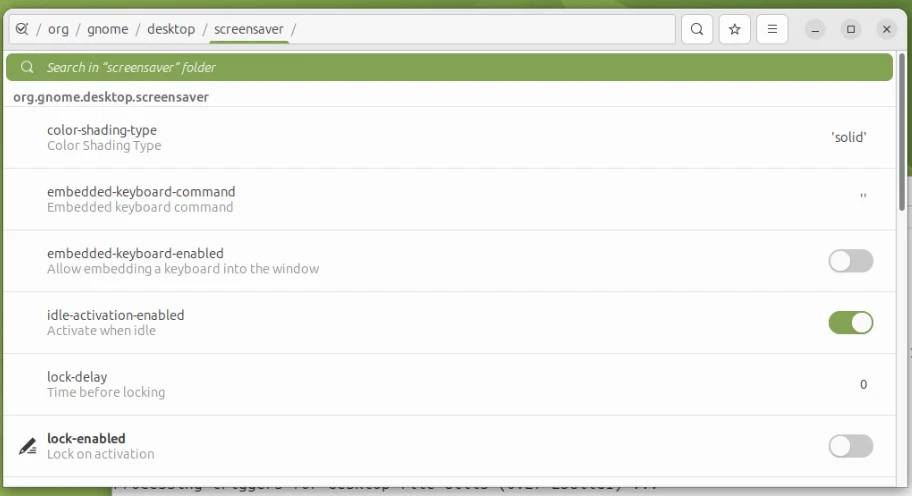 / org / gnome / desktop / screensaver /
Search in “screensaver” folder
org.gnome.desktop.screensaver
color-shading-type
Color Shading Type
'solid'
embedded-keyboard-command
Embedded keyboard command
''
embedded-keyboard-enabled
Allow embedding a keyboard into the window
idle-activation-enabled
Activate when idle
lock-delay
Time before locking
0
lock-enabled
Lock on activation